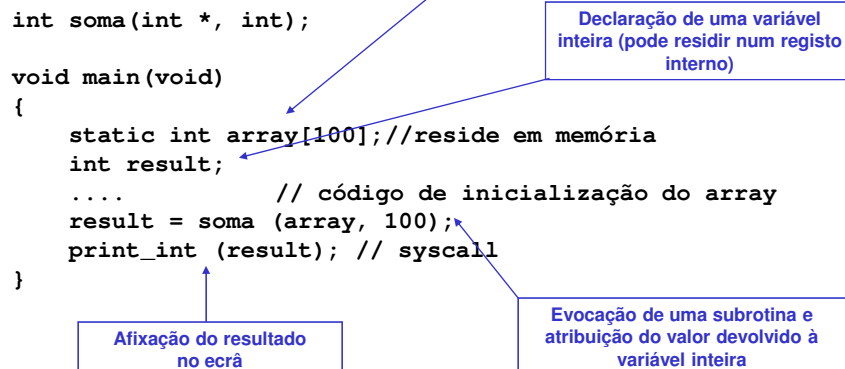 int soma(int *, int);
Declaração de uma variável
inteira (pode residir num registo
interno)
void main(void)
{
static int array[100];//reside em memória
int result;
.... // código de inicialização do array
result = soma (array, 100);
print_int (result); // syscall
}
Afixação do resultado
no ecrâ
Evocação de uma subrotina e
atribuição do valor devolvido à
variável inteira